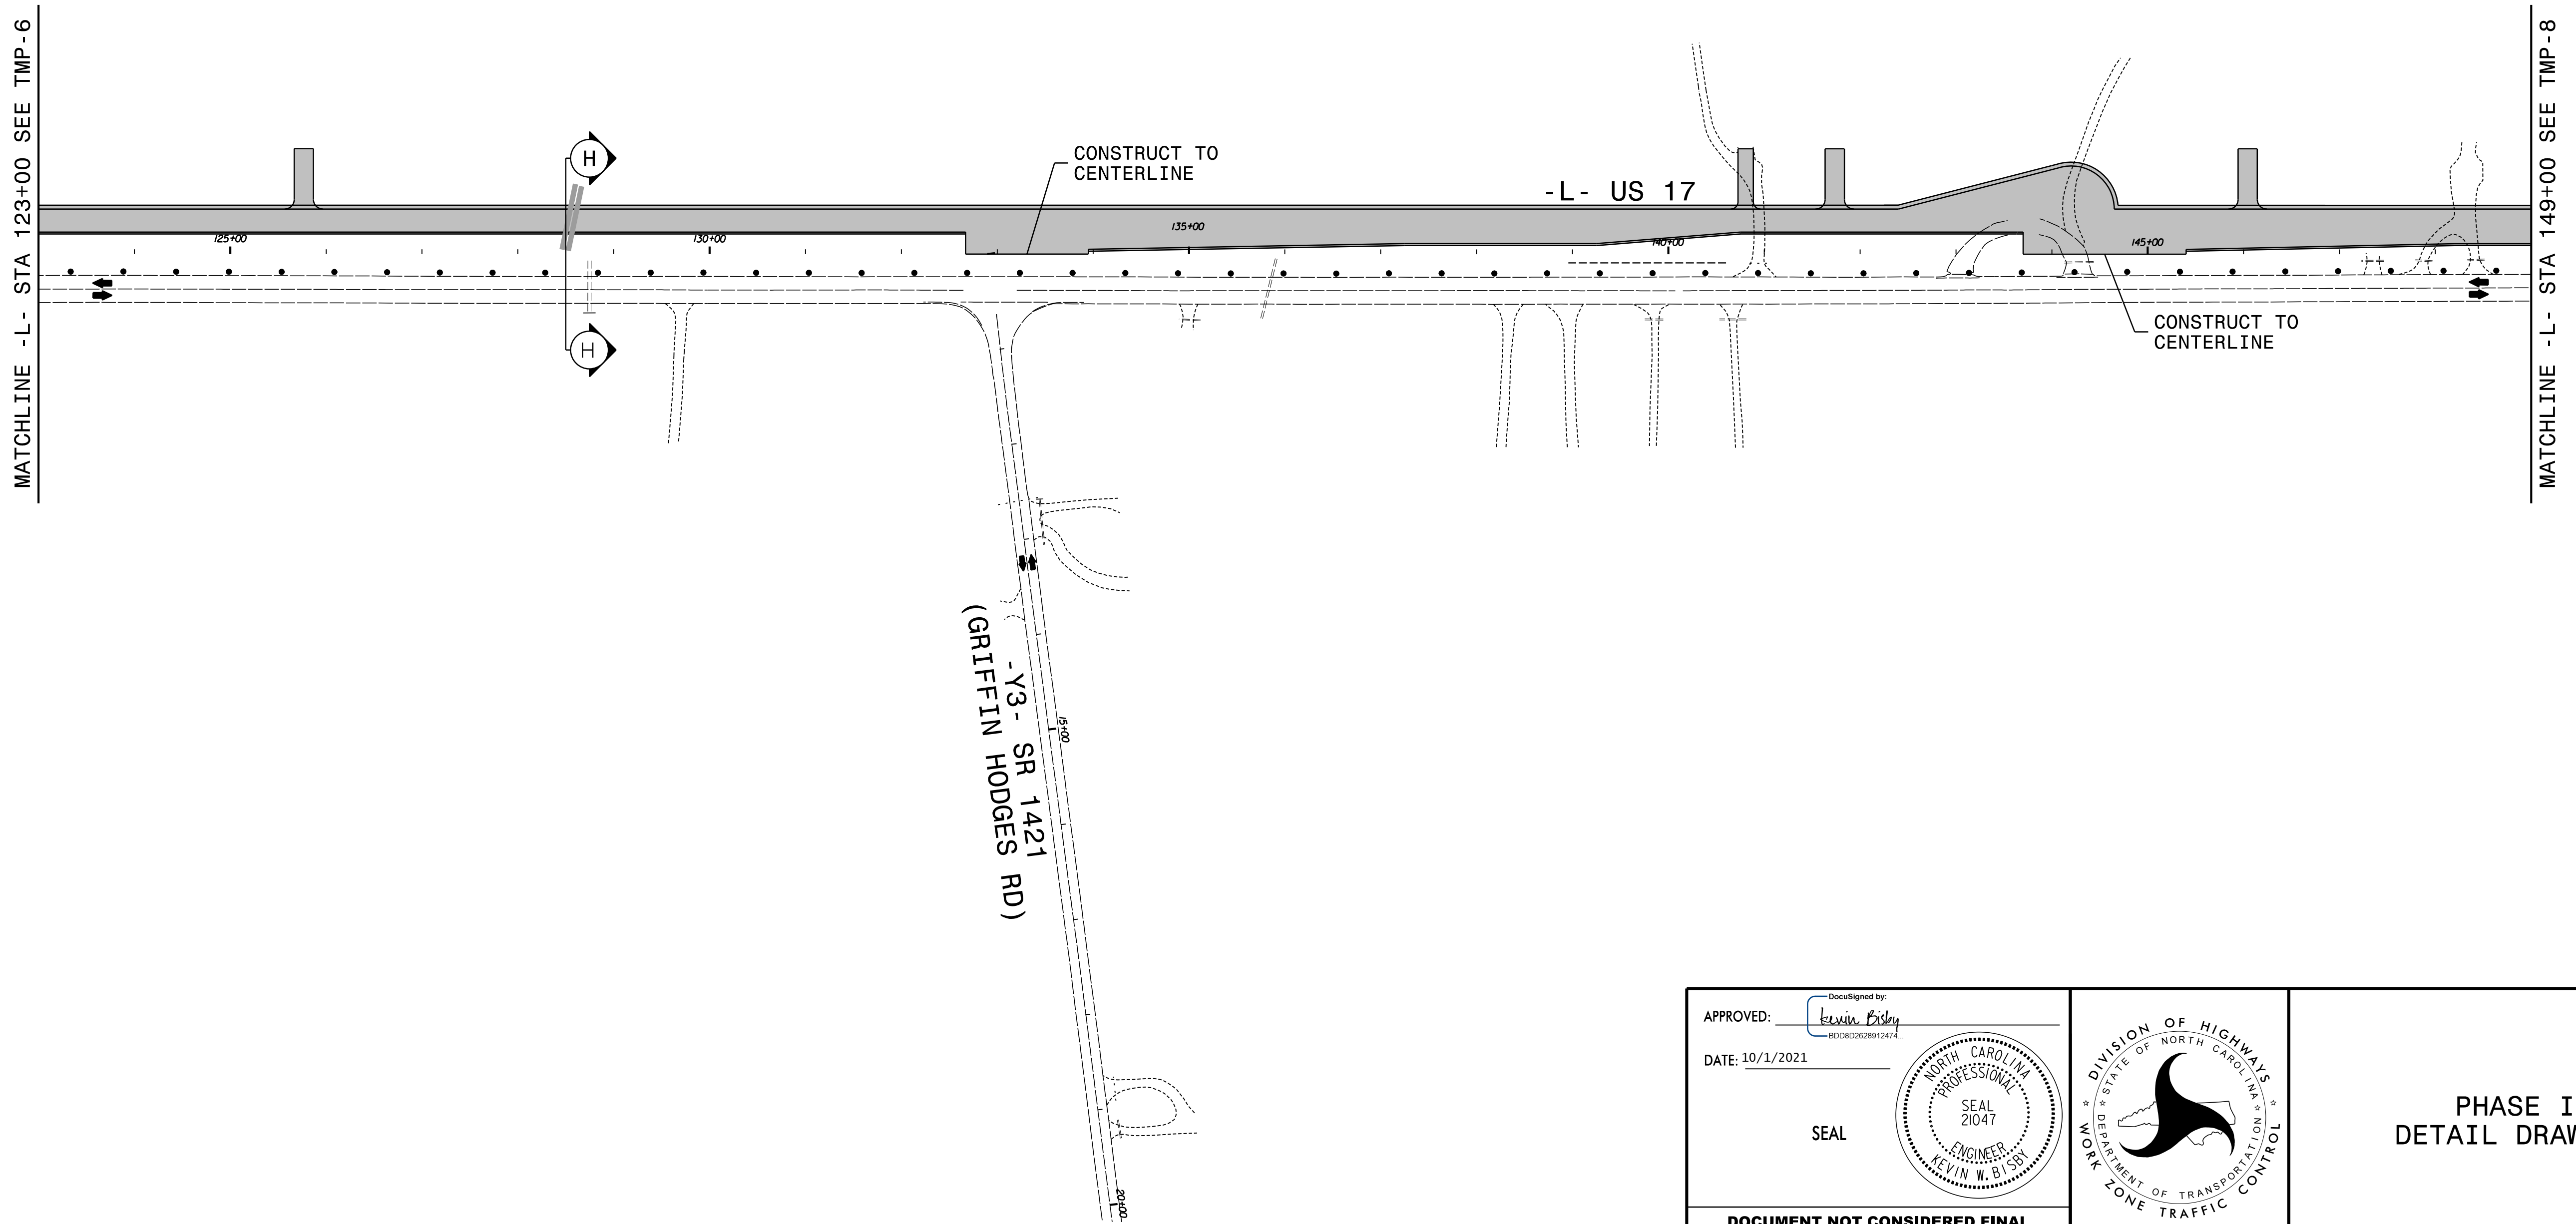 MATCHLINE -L- STA 123+00 SEE TMP-6
MATCHLINE -L- STA 149+00 SEE TMP-8
H
CONSTRUCT TO
CENTERLINE
-L- US 17
125+00
130+00
135+00
140+00
145+00
H
CONSTRUCT TO
CENTERLINE
-Y3- SR 1421
(GRIFFIN HODGES RD)
15+00
20+00
APPROVED:
DocuSigned by:
Kevin Bisby
BDD8D2628912474...
DATE: 10/1/2021
SEAL
NORTH CAROLINA
PROFESSIONAL
SEAL
21047
ENGINEER
KEVIN W. BISBY
DOCUMENT NOT CONSIDERED FINAL
DIVISION OF HIGHWAYS
STATE OF NORTH CAROLINA
DEPARTMENT OF TRANSPORTATION
WORK ZONE TRAFFIC CONTROL
PHASE I
DETAIL DRAW